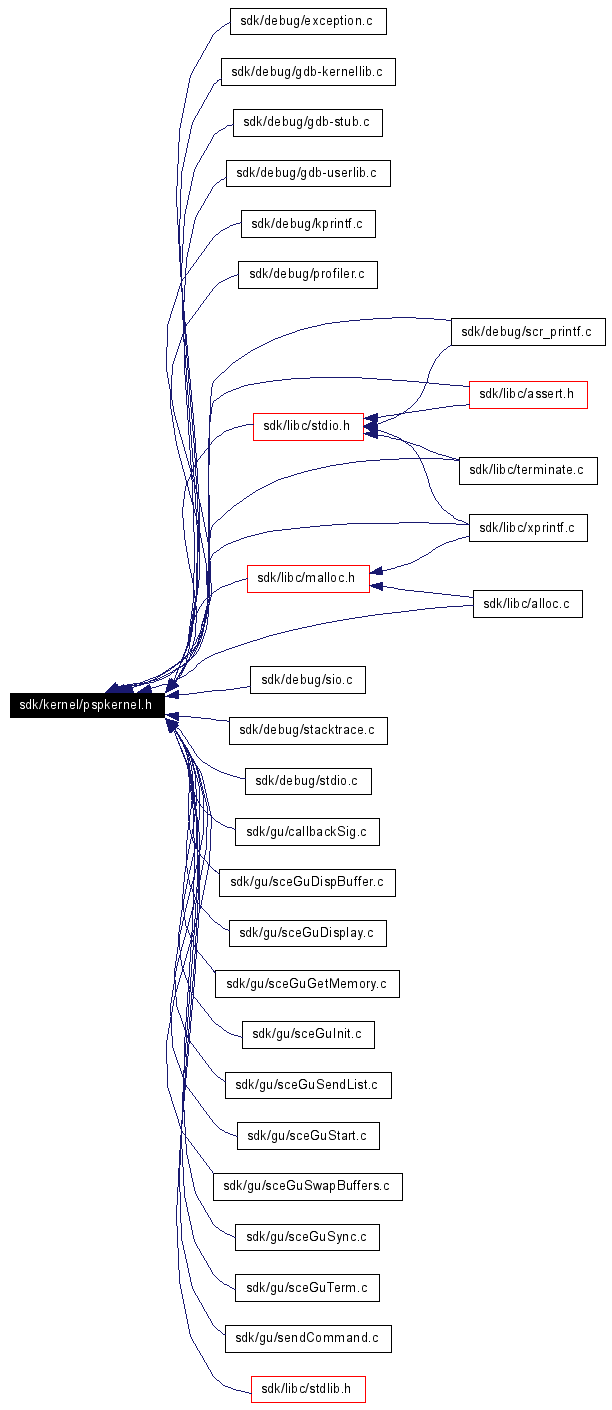 sdk/debug/exception.c
sdk/debug/gdb-kernellib.c
sdk/debug/gdb-stub.c
sdk/debug/gdb-userlib.c
sdk/debug/kprintf.c
sdk/debug/profiler.c
sdk/debug/scr_printf.c
sdk/libc/assert.h
sdk/libc/stdio.h
sdk/libc/terminate.c
sdk/libc/xprintf.c
sdk/libc/malloc.h
sdk/libc/alloc.c
sdk/debug/sio.c
sdk/kernel/pspkernel.h
sdk/debug/stacktrace.c
sdk/debug/stdio.c
sdk/gu/callbackSig.c
sdk/gu/sceGuDispBuffer.c
sdk/gu/sceGuDisplay.c
sdk/gu/sceGuGetMemory.c
sdk/gu/sceGuInit.c
sdk/gu/sceGuSendList.c
sdk/gu/sceGuStart.c
sdk/gu/sceGuSwapBuffers.c
sdk/gu/sceGuSync.c
sdk/gu/sceGuTerm.c
sdk/gu/sendCommand.c
sdk/libc/stdlib.h